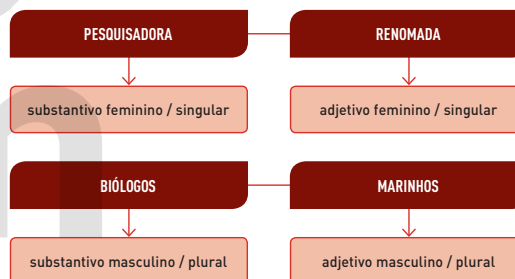 PESQUISADORA
RENOMADA
substantivo feminino / singular
adjetivo feminino / singular
BIÓLOGOS
MARINHOS
substantivo masculino / plural
adjetivo masculino / plural